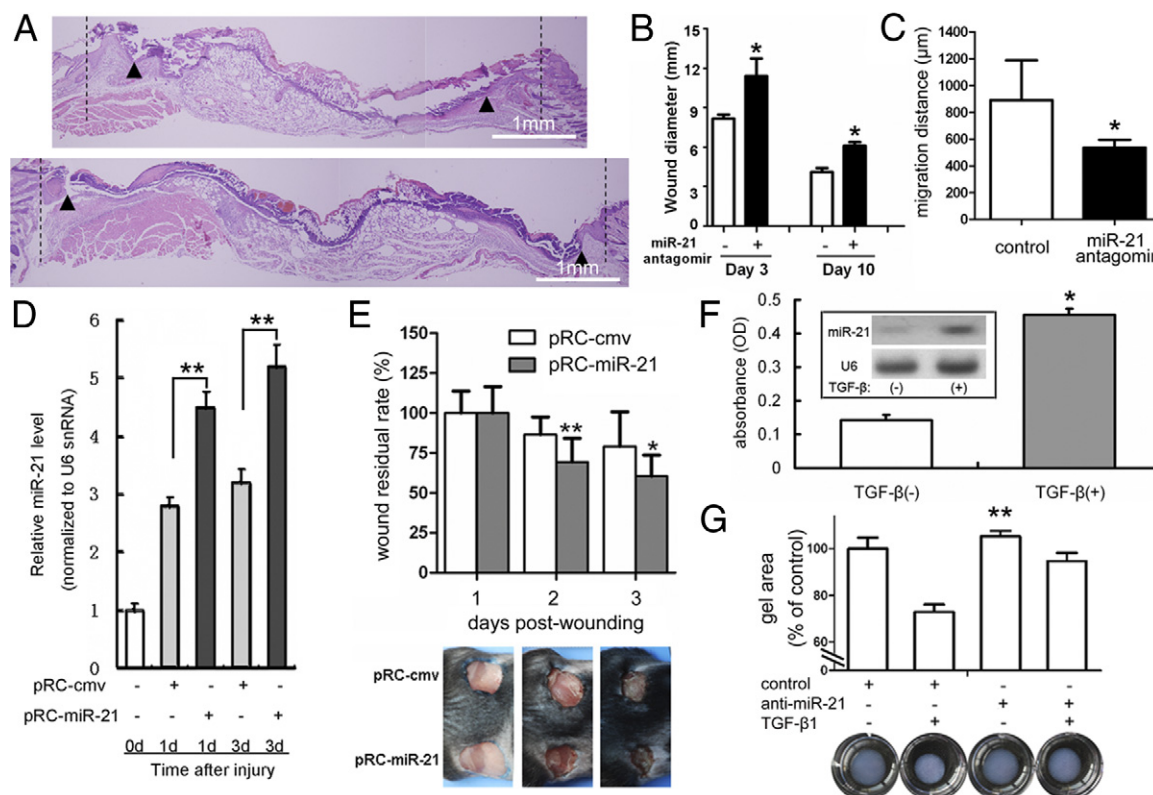 A
1mm
1mm
B
Wound diameter (mm)
15
12
9
6
3
0
*
*
- + - +
miR-21
antagomir
Day 3 Day 10
C
migration distance (µm)
1400
1200
1000
800
600
400
200
0
*
control miR-21
antagomir
D
Relative miR-21 level
(normalized to U6 snRNA)
6
5
4
3
2
1
0
**
**
pRC-cmv - + - + -
pRC-miR-21 - - + - +
0d 1d 1d 3d 3d
Time after injury
E
wound residual rate (%)
150
125
100
75
50
25
0
pRC-cmv
pRC-miR-21
**
*
1 2 3
days post-wounding
pRC-cmv
pRC-miR-21
F
absorbance (OD)
0.5
0.4
0.3
0.2
0.1
0
*
miR-21
U6
TGF-β: (-) (+)
TGF-β(-) TGF-β(+)
G
gel area
(% of control)
100
80
60
0
**
control + + - -
anti-miR-21 - - + +
TGF-β1 - + - +